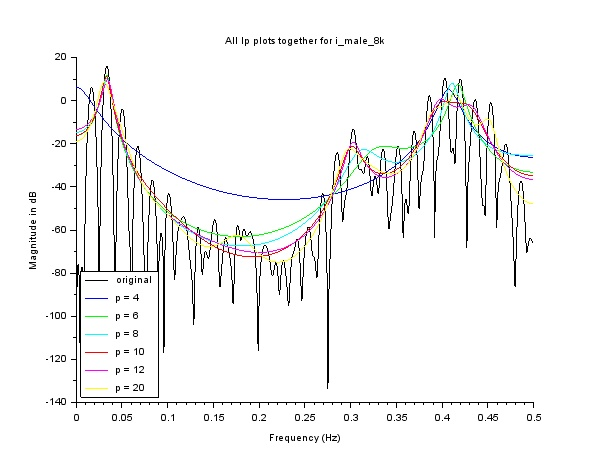 All lp plots together for i_male_8k
20
0
-20
-40
-60
-80
-100
-120
-140
Magnitude in dB
original
p = 4
p = 6
p = 8
p = 10
p = 12
p = 20
0 0.05 0.1 0.15 0.2 0.25 0.3 0.35 0.4 0.45 0.5
Frequency (Hz)